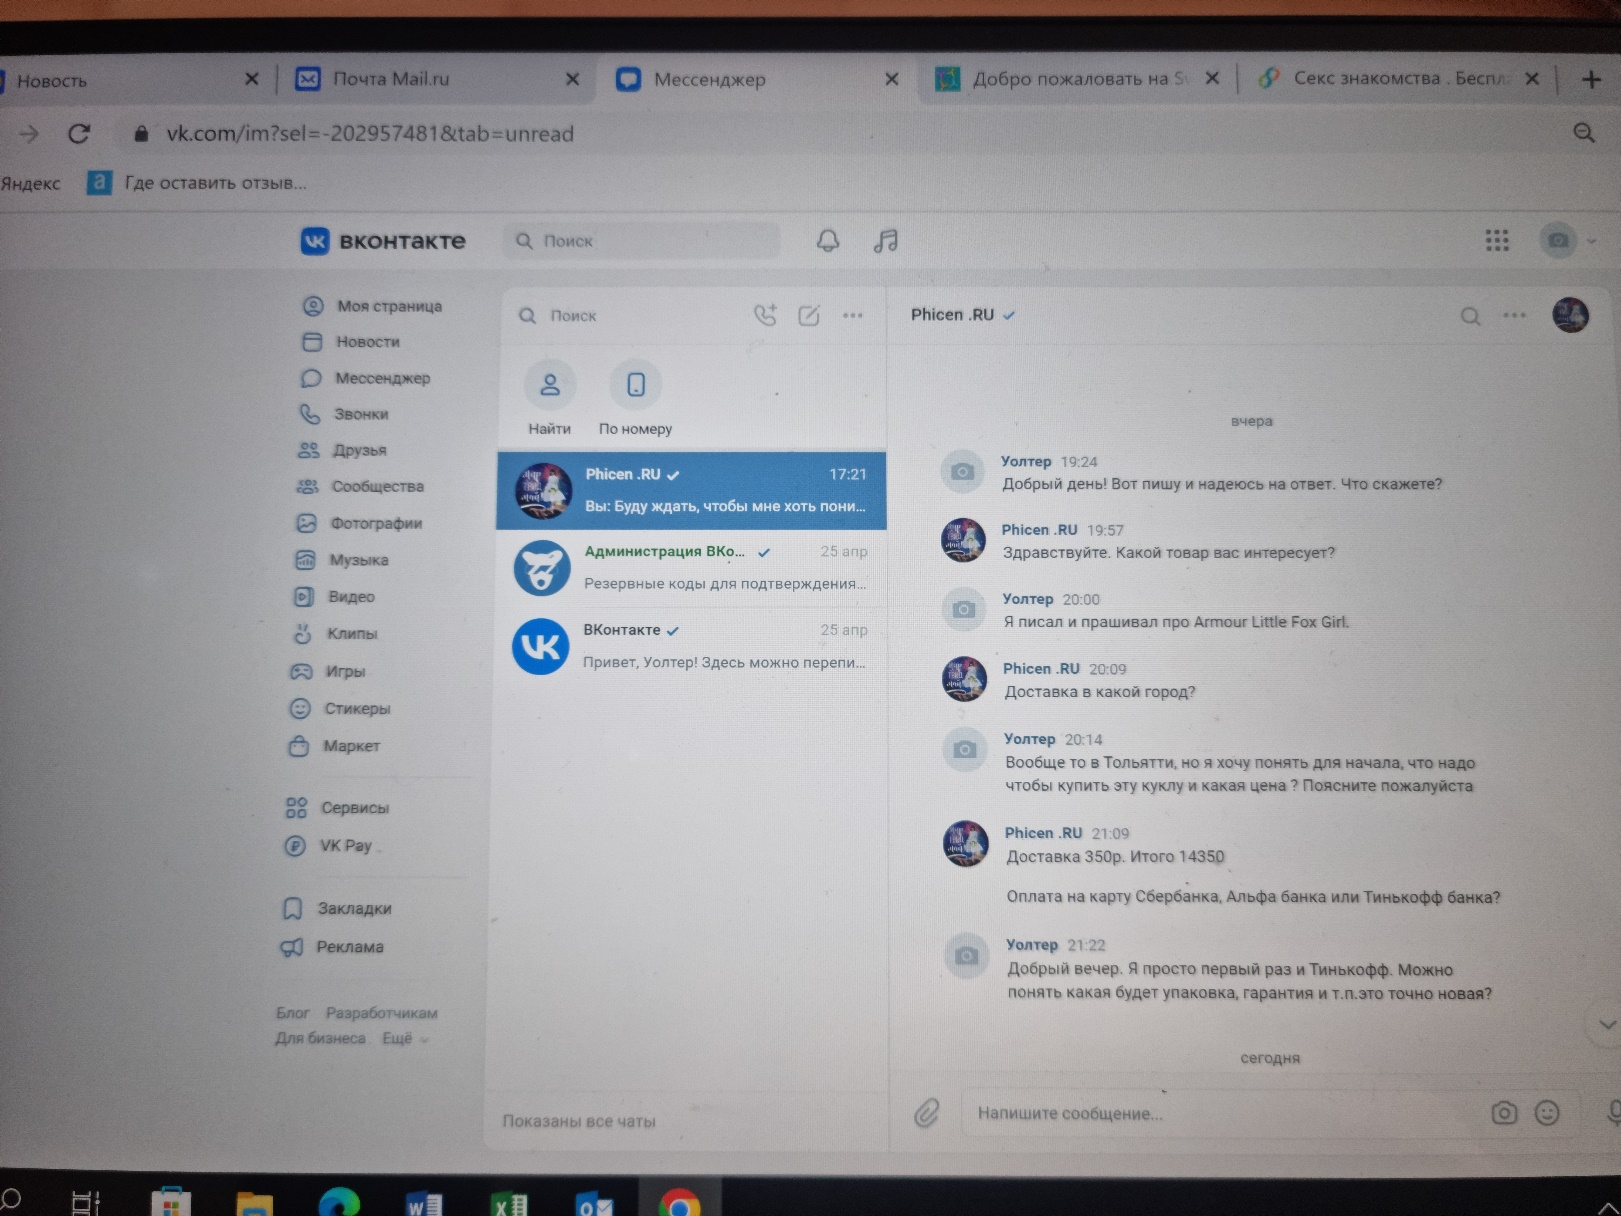 Новость
Почта Mail.ru
Мессенджер
Добро пожаловать на S
Секс знакомства . Беспл
vk.com/im?sel=-202957481&tab=unread
Яндекс
Где оставить отзыв...
вконтакте
Поиск
Моя страница
Новости
Мессенджер
Звонки
Друзья
Сообщества
Фотографии
Музыка
Видео
Клипы
Игры
Стикеры
Маркет
Сервисы
VK Pay
Закладки
Реклама
Блог Разработчикам
Для бизнеса Ещё
Поиск
Найти
По номеру
Phicen .RU 17:21
Вы: Буду ждать, чтобы мне хоть пони...
Администрация ВКо... 25 апр
Резервные коды для подтверждения...
ВКонтакте 25 апр
Привет, Уолтер! Здесь можно перепи...
Показаны все чаты
Phicen .RU
вчера
Уолтер 19:24
Добрый день! Вот пишу и надеюсь на ответ. Что скажете?
Phicen .RU 19:57
Здравствуйте. Какой товар вас интересует?
Уолтер 20:00
Я писал и прашивал про Armour Little Fox Girl.
Phicen .RU 20:09
Доставка в какой город?
Уолтер 20:14
Вообще то в Тольятти, но я хочу понять для начала, что надо
чтобы купить эту куклу и какая цена ? Поясните пожалуйста
Phicen .RU 21:09
Доставка 350р. Итого 14350
Оплата на карту Сбербанка, Альфа банка или Тинькофф банка?
Уолтер 21:22
Добрый вечер. Я просто первый раз и Тинькофф. Можно
понять какая будет упаковка, гарантия и т.п.это точно новая?
сегодня
Напишите сообщение...